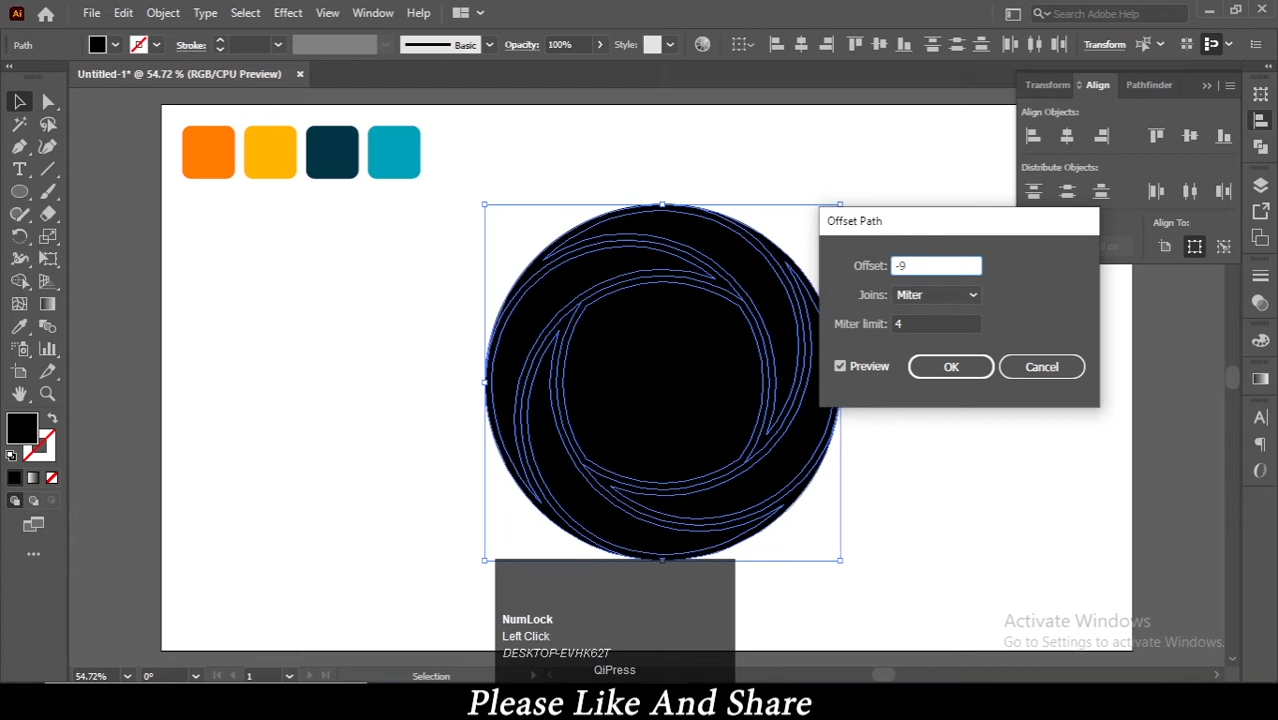 Ai File Edit Object Type Select Effect View Window Help Search Adobe Help
Path Stroke: Basic Opacity: 100% Style: Transform
Untitled-1* @ 54.72 % (RGB/CPU Preview)
Transform Align Pathfinder
Align Objects:
Distribute Objects:
Align To:
0 px
Offset Path
Offset: -9
Joins: Miter
Miter limit: 4
Preview OK Cancel
NumLock
Left Click
DESKTOP-EVHK62T
QiPress
Activate Windows
Go to Settings to activate Windows.
54.72% 0° 1 Selection
Please Like And Share